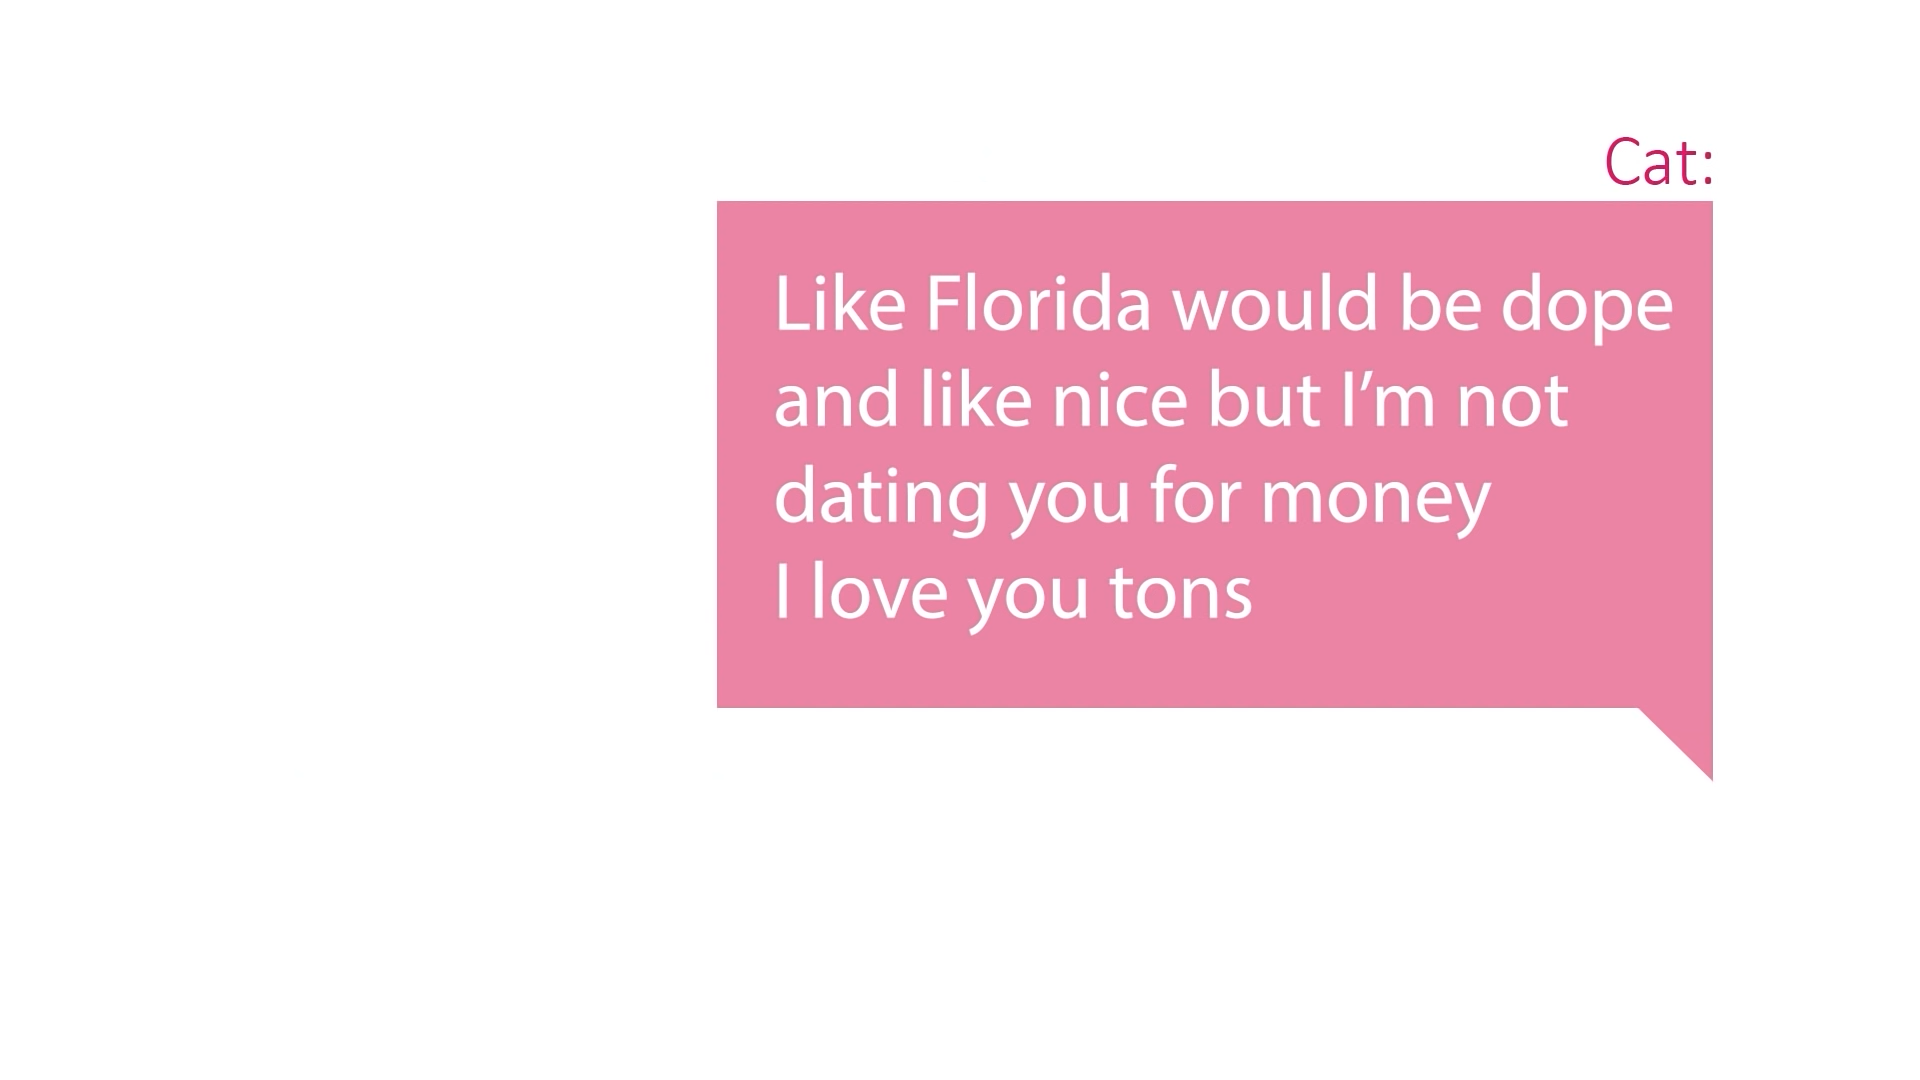 Cat:
Like Florida would be dope
and like nice but I’m not
dating you for money
I love you tons